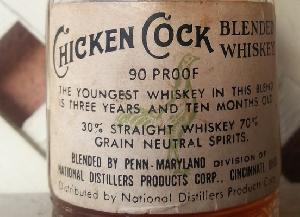 CHICKEN COCK BLENDED
WHISKEY
90 PROOF
THE YOUNGEST WHISKEY IN THIS BLEND
IS THREE YEARS AND TEN MONTHS OLD
30% STRAIGHT WHISKEY 70%
GRAIN NEUTRAL SPIRITS.
BLENDED BY PENN-MARYLAND DIVISION OF
NATIONAL DISTILLERS PRODUCTS CORP., CINCINNATI, OHIO
Distributed by National Distillers Products Corp.